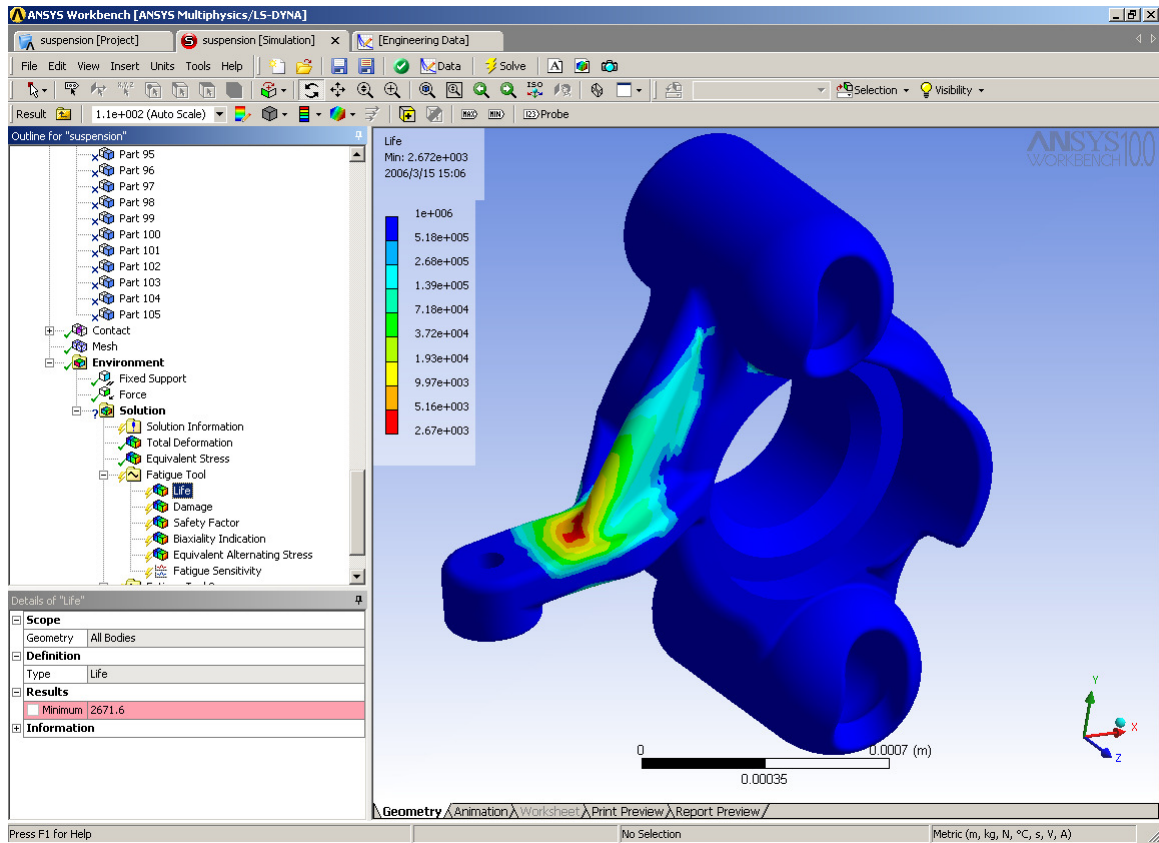 ANSYS Workbench [ANSYS Multiphysics/LS-DYNA]
suspension [Project] suspension [Simulation] [Engineering Data]
File Edit View Insert Units Tools Help Data Solve A
ISO Selection Visibility
Result 1.1e+002 (Auto Scale) MAX MIN 123 Probe
Outline for "suspension"
Part 95
Part 96
Part 97
Part 98
Part 99
Part 100
Part 101
Part 102
Part 103
Part 104
Part 105
Contact
Mesh
Environment
Fixed Support
Force
Solution
Solution Information
Total Deformation
Equivalent Stress
Fatigue Tool
Life
Damage
Safety Factor
Biaxiality Indication
Equivalent Alternating Stress
Fatigue Sensitivity
Details of "Life"
Scope
Geometry All Bodies
Definition
Type Life
Results
Minimum 2671.6
Information
Life
Min: 2.672e+003
2006/3/15 15:06
1e+006
5.18e+005
2.68e+005
1.39e+005
7.18e+004
3.72e+004
1.93e+004
9.97e+003
5.16e+003
2.67e+003
ANSYS 10.0
WORKBENCH
Y
X
Z
0 0.0007 (m)
0.00035
Geometry Animation Worksheet Print Preview Report Preview
Press F1 for Help No Selection Metric (m, kg, N, °C, s, V, A)